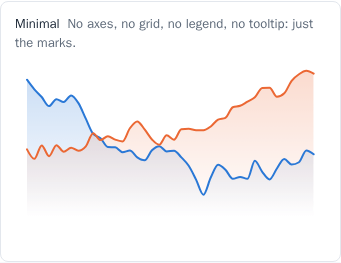 Minimal No axes, no grid, no legend, no tooltip: just
the marks.